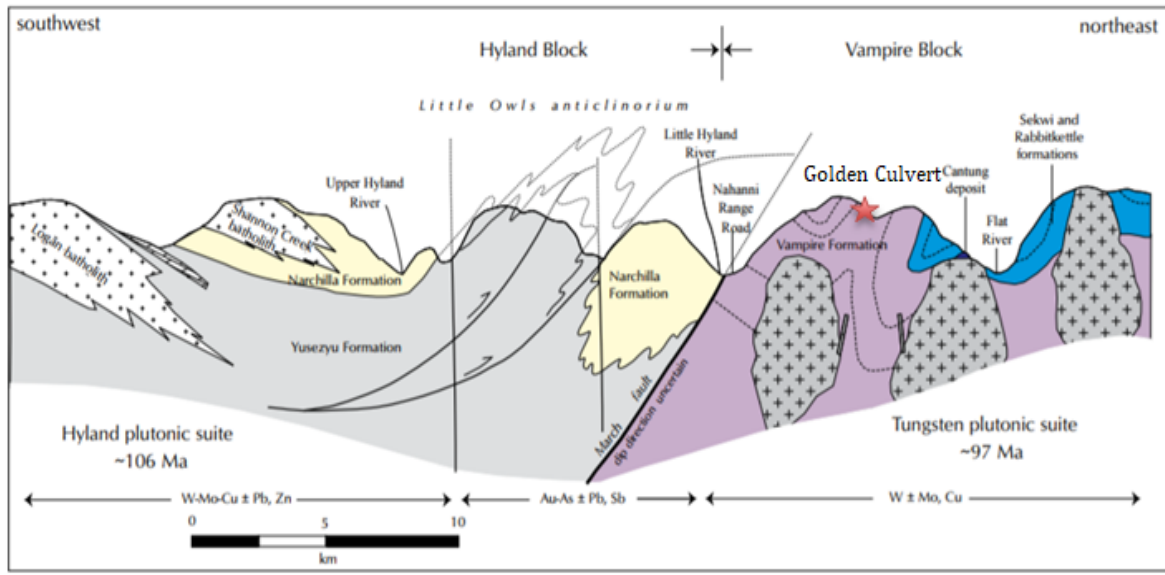 southwest
northeast
Hyland Block
Vampire Block
Little Owls anticlinorium
Little Hyland
River
Sekwi and
Rabbitkettle
formations
Upper Hyland
River
Nahanni
Range
Road
Golden Culvert
Cantung
deposit
Flat
River
Logan batholith
Shannon Creek
batholith
Narchilla Formation
Narchilla
Formation
Vampire Formation
Yusezyu Formation
March fault
dip direction uncertain
Hyland plutonic suite
~106 Ma
Tungsten plutonic suite
~97 Ma
W-Mo-Cu ± Pb, Zn
Au-As ± Pb, Sb
W ± Mo, Cu
0 5 10
km